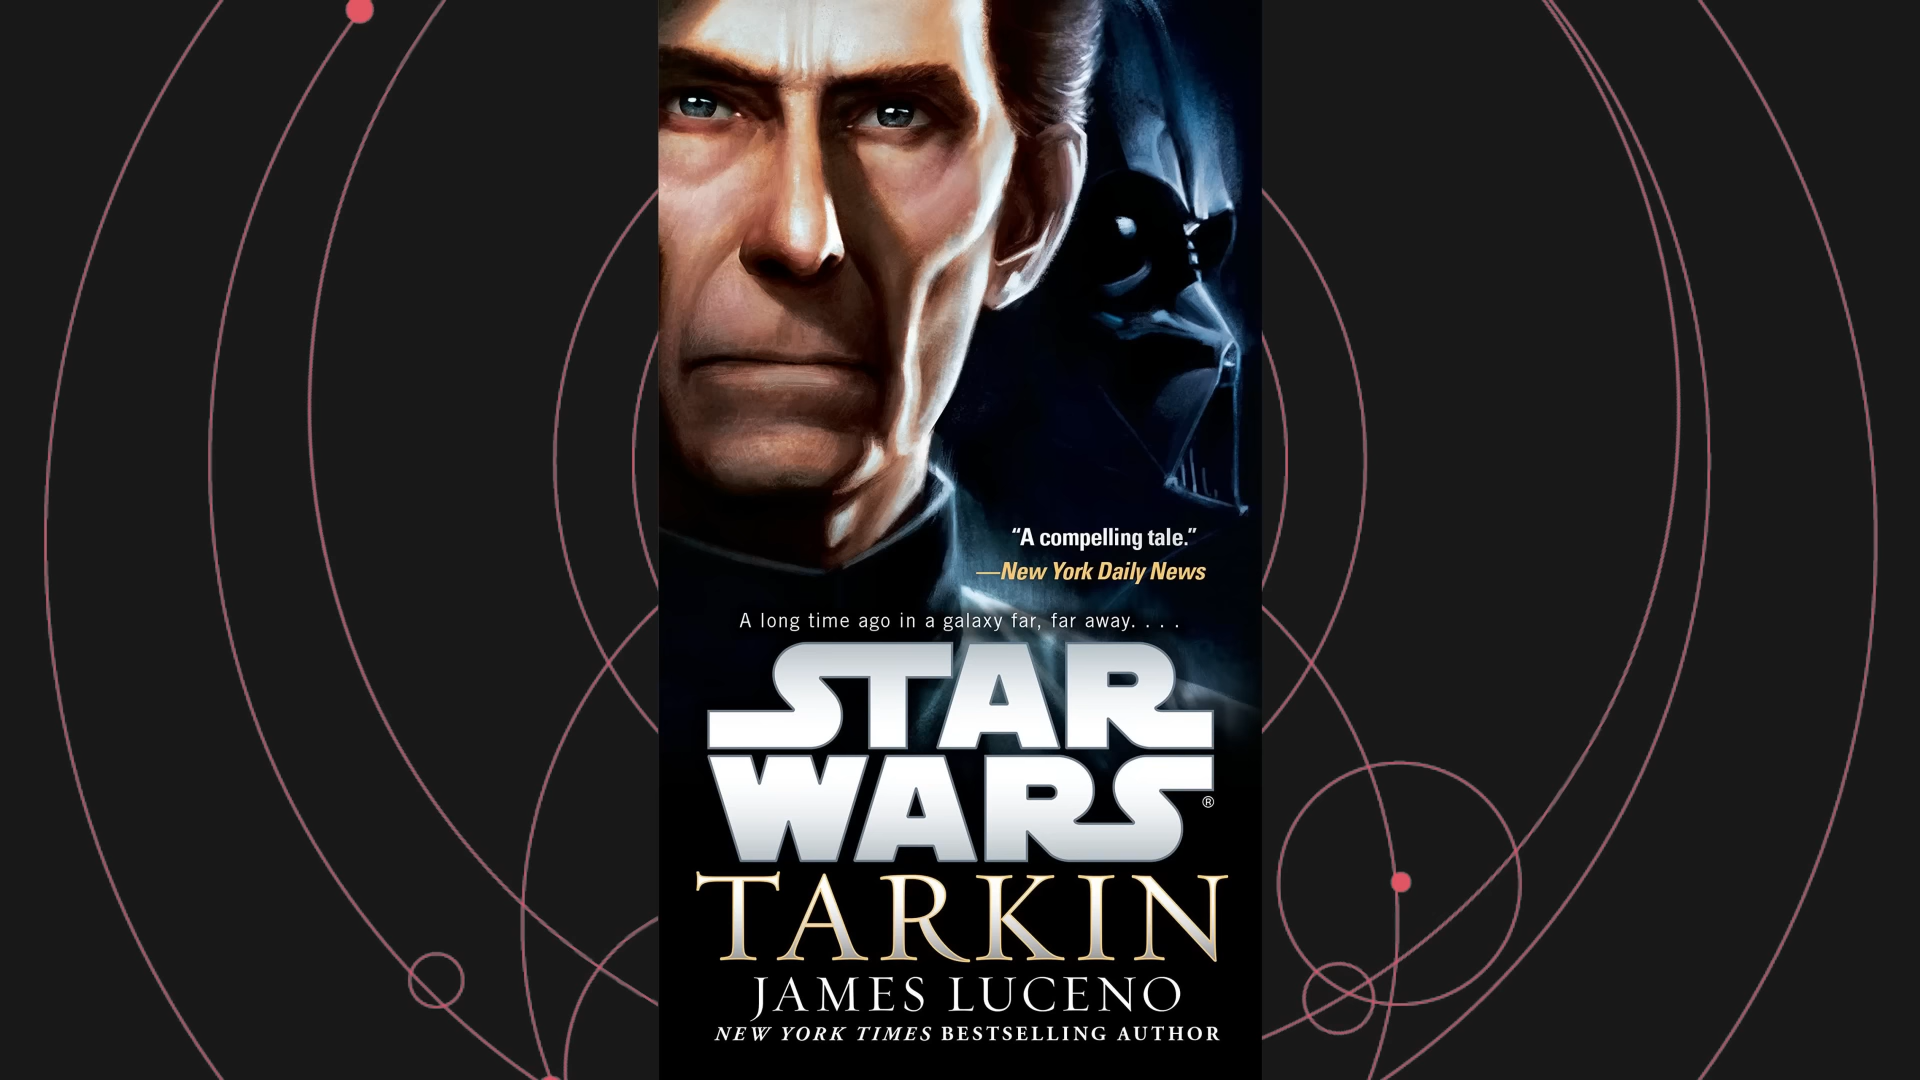 “A compelling tale.”
—New York Daily News
A long time ago in a galaxy far, far away. . . .
STAR
WARS®
TARKIN
JAMES LUCENO
NEW YORK TIMES BESTSELLING AUTHOR